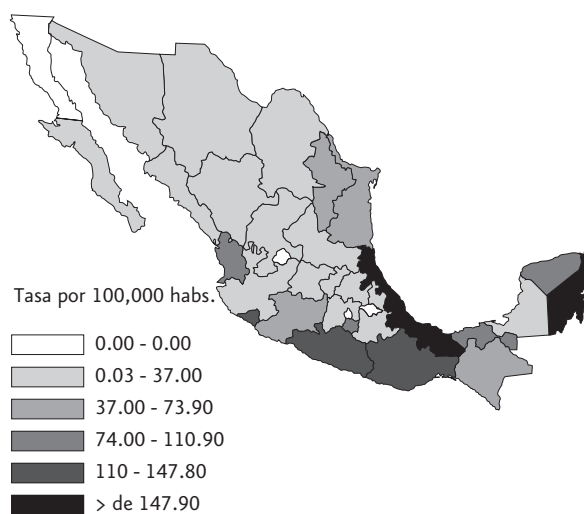 Tasa por 100,000 habs.
0.00 - 0.00
0.03 - 37.00
37.00 - 73.90
74.00 - 110.90
110 - 147.80
> de 147.90